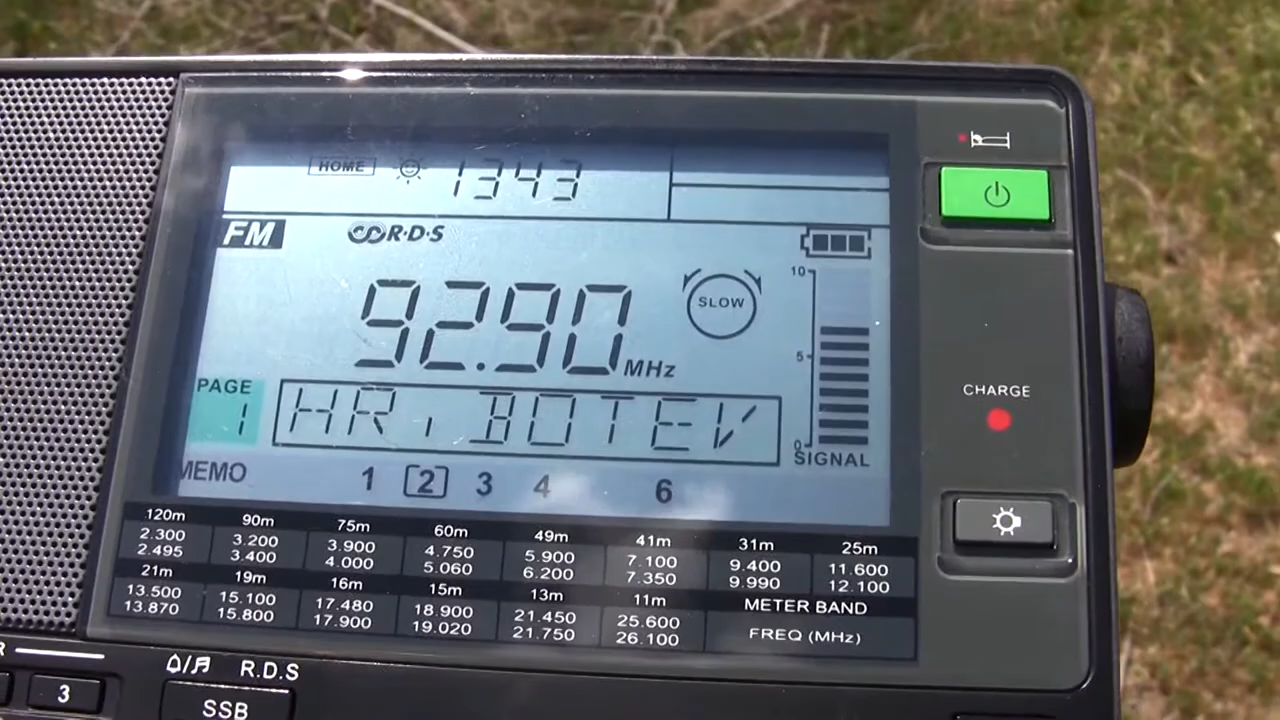 HOME 1343
FM R·D·S
10
SLOW
92.90 MHz
5
PAGE
1
HR, BOTEV
0
SIGNAL
MEMO 1 2 3 4 6
CHARGE
120m 90m 75m 60m 49m 41m 31m 25m
2.300 3.200 3.900 4.750 5.900 7.100 9.400 11.600
2.495 3.400 4.000 5.060 6.200 7.350 9.990 12.100
21m 19m 16m 15m 13m 11m METER BAND
13.500 15.100 17.480 18.900 21.450 25.600 FREQ (MHz)
13.870 15.800 17.900 19.020 21.750 26.100
R.D.S
3 SSB